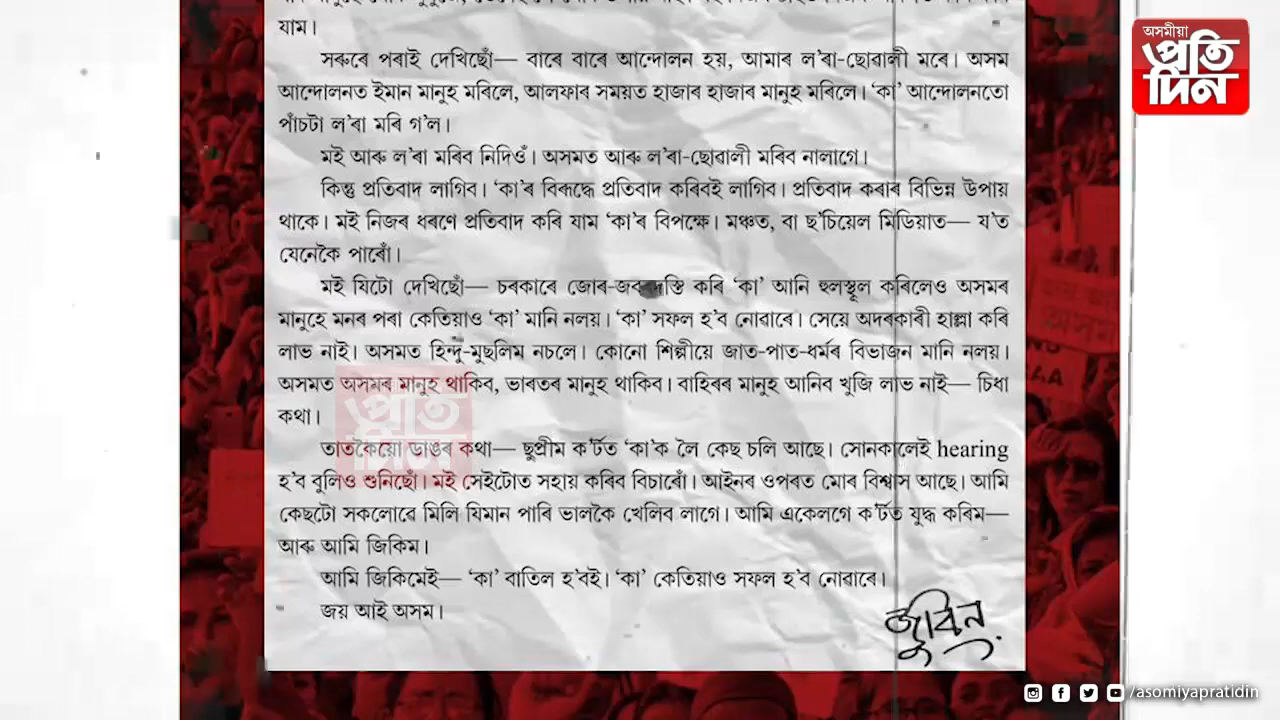 যাম।
সৰুৰে পৰাই দেখিছোঁ— বাৰে বাৰে আন্দোলন হয়, আমাৰ ল’ৰা-ছোৱালী মৰে। অসম
আন্দোলনত ইমান মানুহ মৰিলে, আলফাৰ সময়ত হাজাৰ হাজাৰ মানুহ মৰিলে। ‘কা’ আন্দোলনতো
পাঁচটা ল’ৰা মৰি গ’ল।
মই আৰু ল’ৰা মৰিব নিদিওঁ। অসমত আৰু ল’ৰা-ছোৱালী মৰিব নালাগে।
কিন্তু প্ৰতিবাদ লাগিব। ‘কা’ৰ বিৰূদ্ধে প্ৰতিবাদ কৰিবই লাগিব। প্ৰতিবাদ কৰাৰ বিভিন্ন উপায়
থাকে। মই নিজৰ ধৰণে প্ৰতিবাদ কৰি যাম ‘কা’ৰ বিপক্ষে। মঞ্চত, বা ছ’চিয়েল মিডিয়াত— য’ত
যেনেকৈ পাৰোঁ।
মই যিটো দেখিছোঁ— চৰকাৰে জোৰ-জবৰদস্তি কৰি ‘কা’ আনি হুলস্থূল কৰিলেও অসমৰ
মানুহে মনৰ পৰা কেতিয়াও ‘কা’ মানি নলয়। ‘কা’ সফল হ’ব নোৱাৰে। সেয়ে অদৰকাৰী হাল্লা কৰি
লাভ নাই। অসমত হিন্দু-মুছলিম নচলে। কোনো শিল্পীয়ে জাত-পাত-ধৰ্মৰ বিভাজন মানি নলয়।
অসমত অসমৰ মানুহ থাকিব, ভাৰতৰ মানুহ থাকিব। বাহিৰৰ মানুহ আনিব খুজি লাভ নাই— চিধা
কথা।
তাতকৈয়ো ডাঙৰ কথা— ছুপ্ৰীম ক’ৰ্টত ‘কা’ক লৈ কেছ চলি আছে। সোনকালেই hearing
হ’ব বুলিও শুনিছোঁ। মই সেইটোত সহায় কৰিব বিচাৰোঁ। আইনৰ ওপৰত মোৰ বিশ্বাস আছে। আমি
কেছটো সকলোৱে মিলি যিমান পাৰি ভালকৈ খেলিব লাগে। আমি একেলগে ক’ৰ্টত যুদ্ধ কৰিম—
আৰু আমি জিকিম।
আমি জিকিমেই— ‘কা’ বাতিল হ’বই। ‘কা’ কেতিয়াও সফল হ’ব নোৱাৰে।
জয় আই অসম।
জুবিন
অসমীয়া
প্ৰতি
দিন
প্ৰতি
দিন
/asomiyapratidin